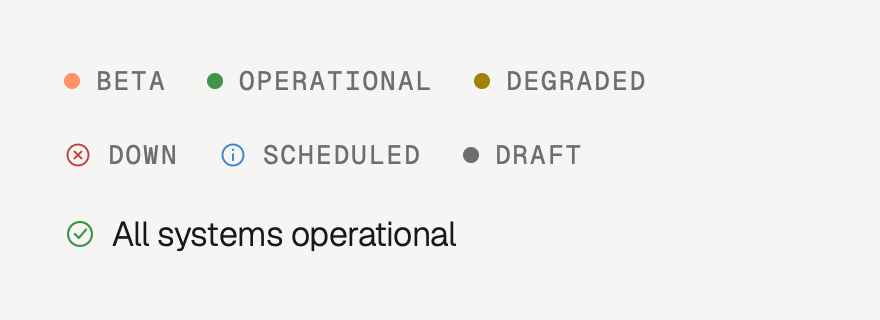 BETA OPERATIONAL DEGRADED
DOWN SCHEDULED DRAFT
All systems operational